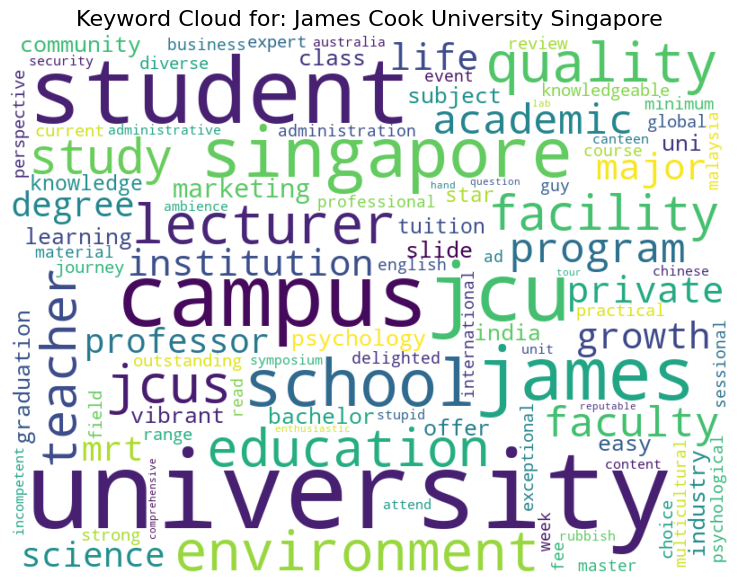 Keyword Cloud for: James Cook University Singapore
community
business
expert
australia
review
security
diverse
class
life
event
quality
student
subject
knowledgeable
lab
minimum
perspective
current
administrative
administration
academic
canteen
global
study
singapore
course
uni
malaysia
knowledge
marketing
professional
hand
question
guy
major
degree
ambience
star
facility
learning
lecturer
tuition
material
institution
slide
program
journey
english
ad
chinese
campus
jcu
tour
private
teacher
international
practical
professor
psychology
india
growth
graduation
outstanding
symposium
delighted
unit
sessional
field
jcus
read
school
james
vibrant
bachelor
stupid
offer
reputable
range
enthusiastic
faculty
mrt
education
exceptional
easy
incompetent
comprehensive
university
content
industry
multicultural
psychological
attend
strong
week
fee
rubbish
choice
science
environment
master